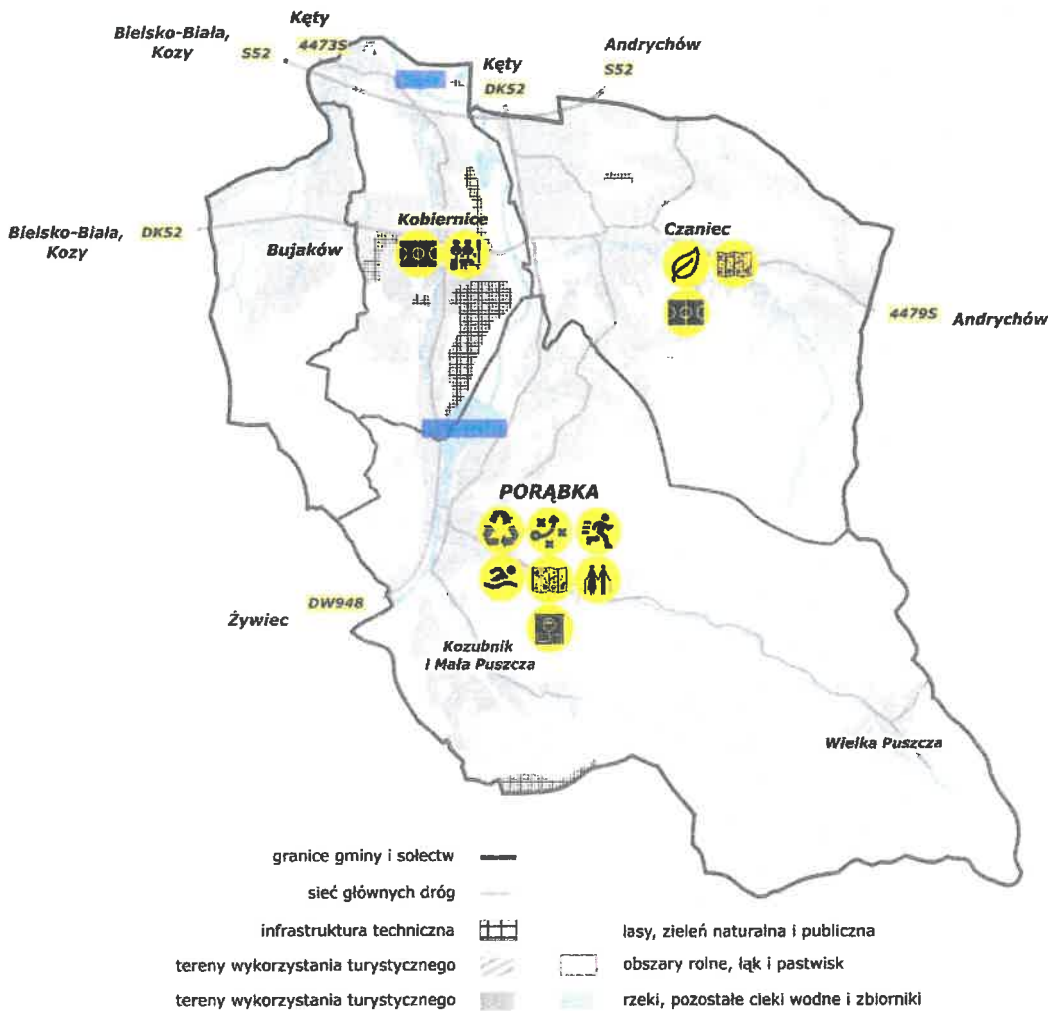 Kęty
Bielsko-Biała,
Kozy
S52
4473S
Andrychów
S52
Kęty
DK52
Kobiernice
Czaniec
Bielsko-Biała,
Kozy
DK52
Bujaków
4479S
Andrychów
PORĄBKA
Żywiec
DW948
Kozubnik
i Mała Puszcza
Wielka Puszcza
granice gminy i sołectw
sieć głównych dróg
infrastruktura techniczna
lasy, zieleń naturalna i publiczna
tereny wykorzystania turystycznego
obszary rolne, łąk i pastwisk
tereny wykorzystania turystycznego
rzeki, pozostałe cieki wodne i zbiorniki